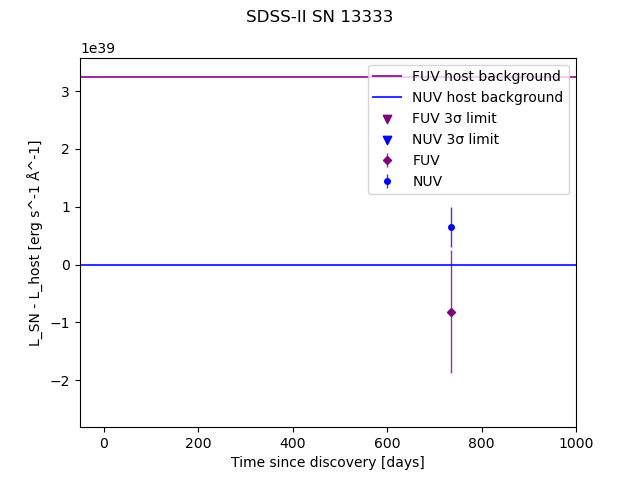 SDSS-II SN 13333
1e39
FUV host background
NUV host background
FUV 3σ limit
NUV 3σ limit
FUV
NUV
3
2
1
0
−1
−2
L_SN - L_host [erg s^-1 Å^-1]
0 200 400 600 800 1000
Time since discovery [days]